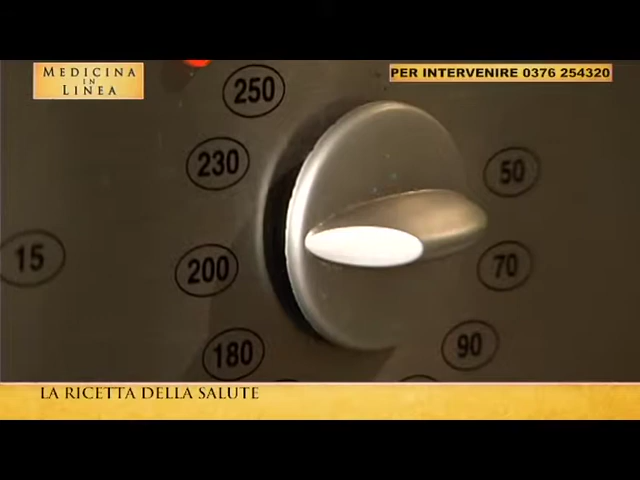 MEDICINA
IN
LINEA
PER INTERVENIRE 0376 254320
250
230
50
15
200
70
180
90
LA RICETTA DELLA SALUTE